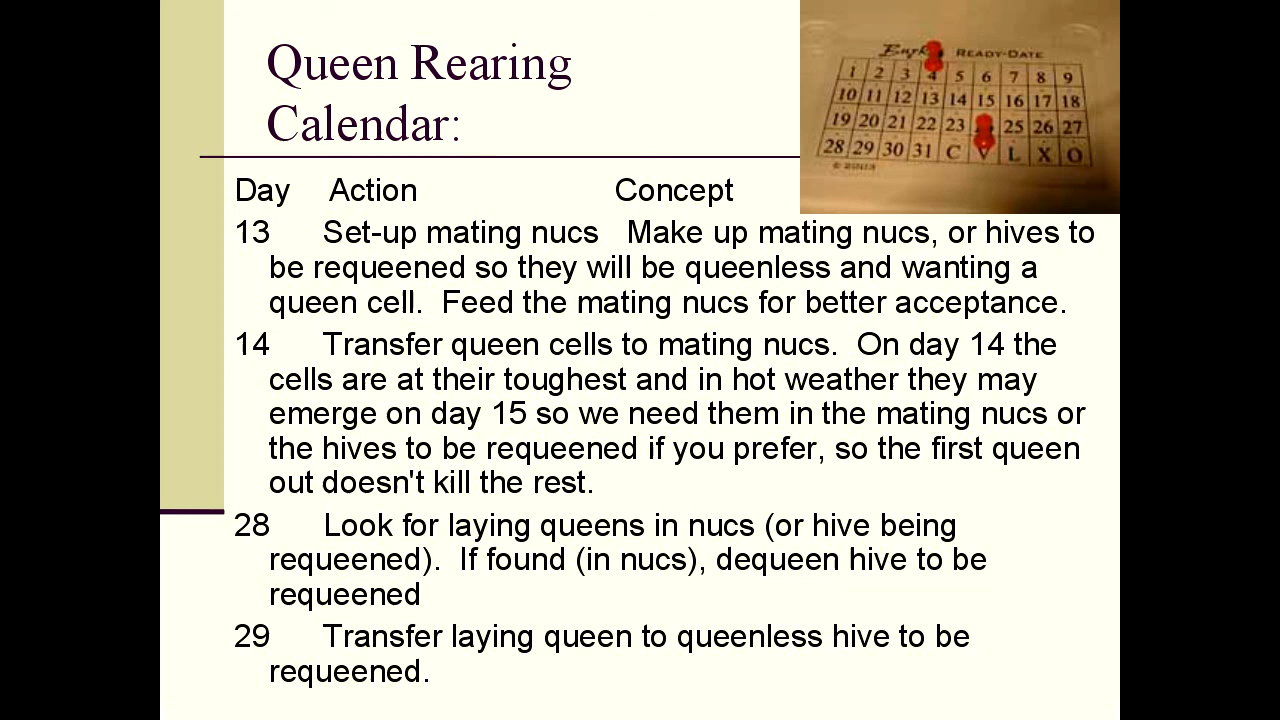 Queen Rearing
Calendar:
READY-DATE
1 2 3 4 5 6 7 8 9
10 11 12 13 14 15 16 17 18
19 20 21 22 23 25 26 27
28 29 30 31 C V L X O
Day Action Concept
13 Set-up mating nucs Make up mating nucs, or hives to
be requeened so they will be queenless and wanting a
queen cell. Feed the mating nucs for better acceptance.
14 Transfer queen cells to mating nucs. On day 14 the
cells are at their toughest and in hot weather they may
emerge on day 15 so we need them in the mating nucs or
the hives to be requeened if you prefer, so the first queen
out doesn't kill the rest.
28 Look for laying queens in nucs (or hive being
requeened). If found (in nucs), dequeen hive to be
requeened
29 Transfer laying queen to queenless hive to be
requeened.